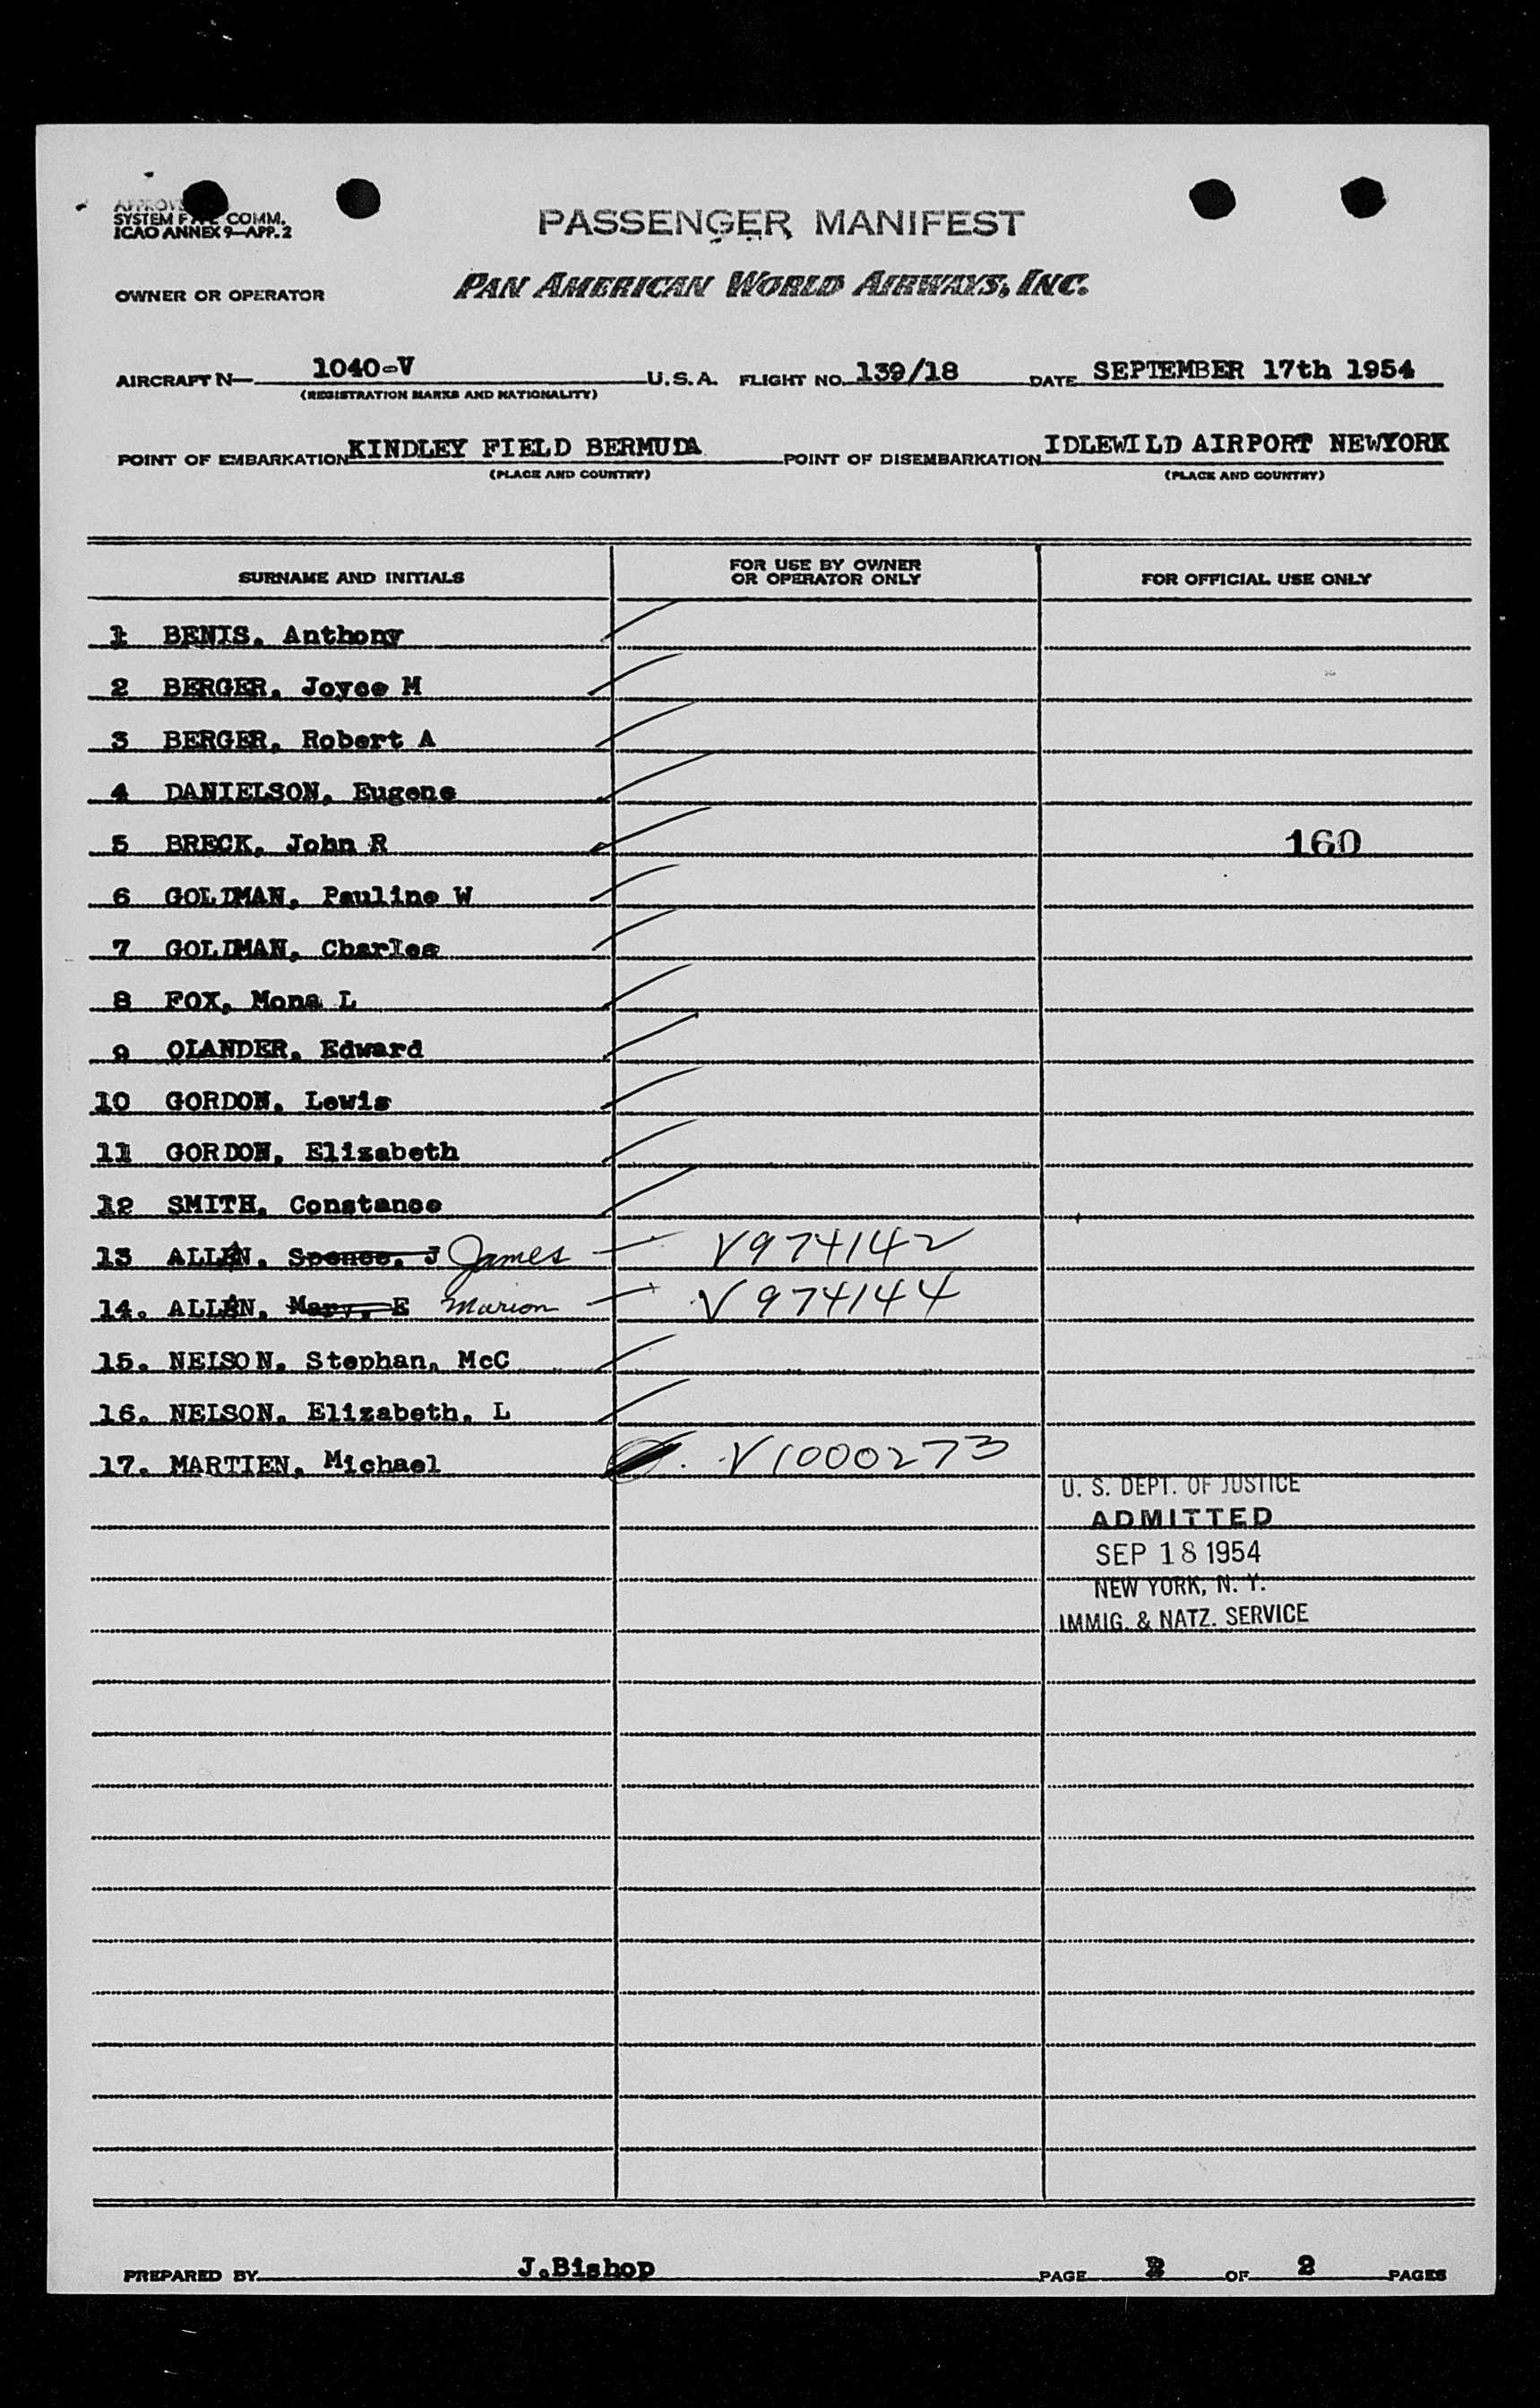 SYSTEM COMM.
ICAO ANNEX 9—APP. 2
PASSENGER MANIFEST
OWNER OR OPERATOR PAN AMERICAN WORLD AIRWAYS, INC.
AIRCRAFT N— 1040-V U.S.A. FLIGHT NO. 139/18 DATE SEPTEMBER 17th 1954
(REGISTRATION MARKS AND NATIONALITY)
POINT OF EMBARKATION KINDLEY FIELD BERMUDA POINT OF DISEMBARKATION IDLEWILD AIRPORT NEWYORK
(PLACE AND COUNTRY) (PLACE AND COUNTRY)
SURNAME AND INITIALS FOR USE BY OWNER OR OPERATOR ONLY FOR OFFICIAL USE ONLY
1 BENIS, Anthony
2 BERGER, Joyce M
3 BERGER, Robert A
4 DANIELSON, Eugene
5 BRECK, John R 160
6 GOLDMAN, Pauline W
7 GOLDMAN, Charles
8 FOX, Mona L
9 OLANDER, Edward
10 GORDON, Lewis
11 GORDON, Elizabeth
12 SMITH, Constance
13 ALLAN, Spence, J James V974142
14. ALLAN, Mary, E Marion V974144
15. NELSON, Stephan, McC
16. NELSON, Elizabeth, L
17. MARTIEN, Michael V1000273
U. S. DEPT. OF JUSTICE
ADMITTED
SEP 18 1954
NEW YORK, N. Y.
IMMIG. & NATZ. SERVICE
PREPARED BY J.Bishop PAGE 2 OF 2 PAGES